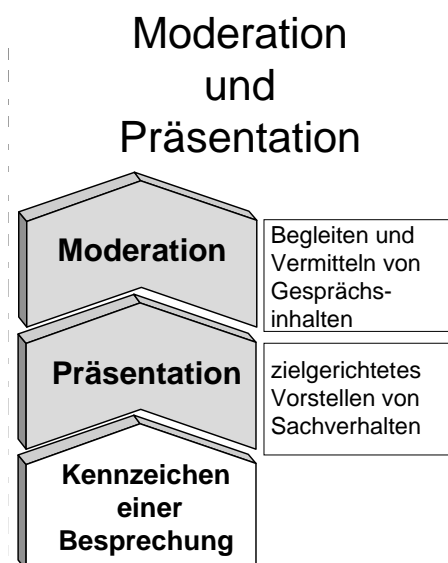 Moderation
und
Präsentation
Moderation
Begleiten und
Vermitteln von
Gesprächs-
inhalten
Präsentation
zielgerichtetes
Vorstellen von
Sachverhalten
Kennzeichen
einer
Besprechung